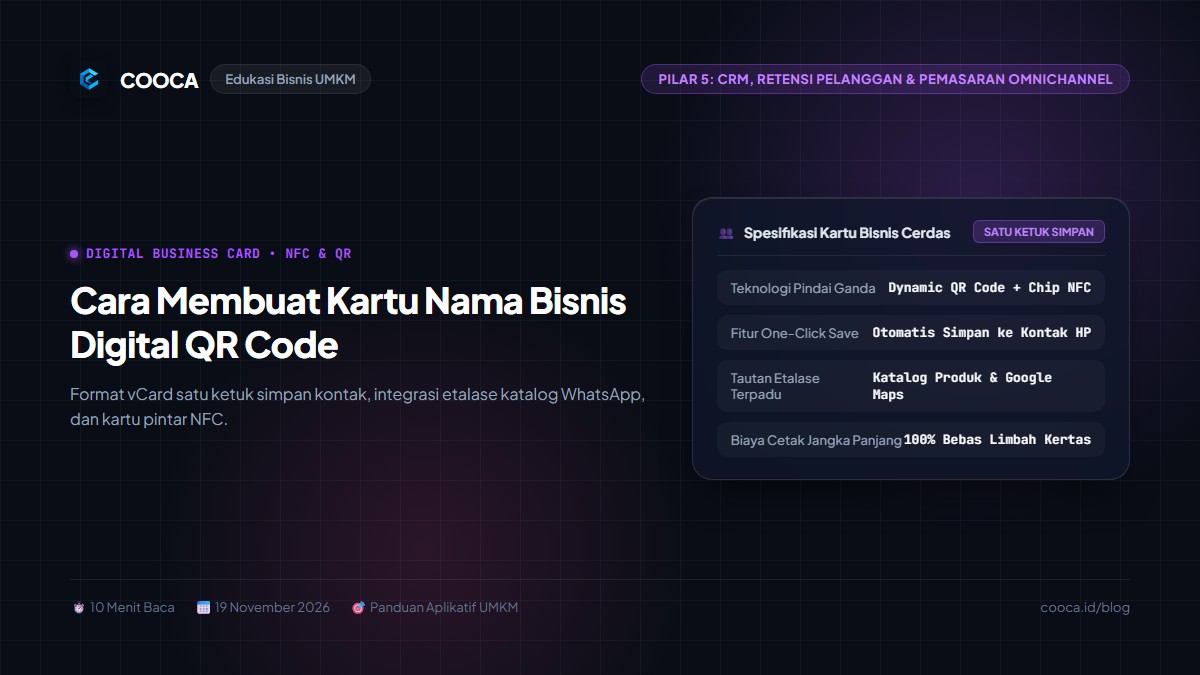 COOCA
Edukasi Bisnis UMKM
PILAR 5: CRM, RETENSI PELANGGAN & PEMASARAN OMNICHANNEL
DIGITAL BUSINESS CARD • NFC & QR
Cara Membuat Kartu Nama Bisnis
Digital QR Code
Format vCard satu ketuk simpan kontak, integrasi etalase katalog WhatsApp,
dan kartu pintar NFC.
Spesifikasi Kartu Bisnis Cerdas
SATU KETUK SIMPAN
Teknologi Pindai Ganda
Dynamic QR Code + Chip NFC
Fitur One-Click Save
Otomatis Simpan ke Kontak HP
Tautan Etalase
Terpadu
Katalog Produk & Google
Maps
Biaya Cetak Jangka Panjang
100% Bebas Limbah Kertas
10 Menit Baca
19 November 2026
Panduan Aplikatif UMKM
cooca.id/blog